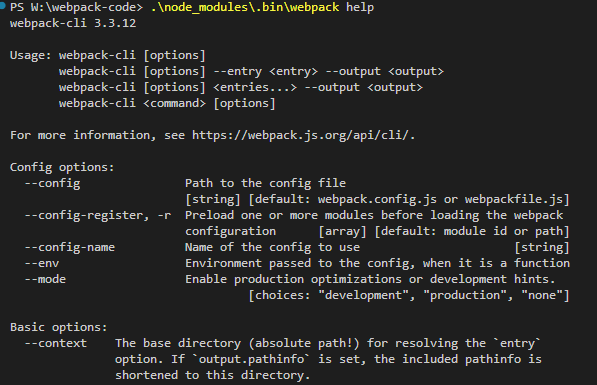 PS W:\webpack-code> .\node_modules\.bin\webpack help
webpack-cli 3.3.12
Usage: webpack-cli [options]
webpack-cli [options] --entry <entry> --output <output>
webpack-cli [options] <entries...> --output <output>
webpack-cli <command> [options]
For more information, see https://webpack.js.org/api/cli/.
Config options:
--config Path to the config file
[string] [default: webpack.config.js or webpackfile.js]
--config-register, -r Preload one or more modules before loading the webpack
configuration [array] [default: module id or path]
--config-name Name of the config to use [string]
--env Environment passed to the config, when it is a function
--mode Enable production optimizations or development hints.
[choices: "development", "production", "none"]
Basic options:
--context The base directory (absolute path!) for resolving the `entry`
option. If `output.pathinfo` is set, the included pathinfo is
shortened to this directory.